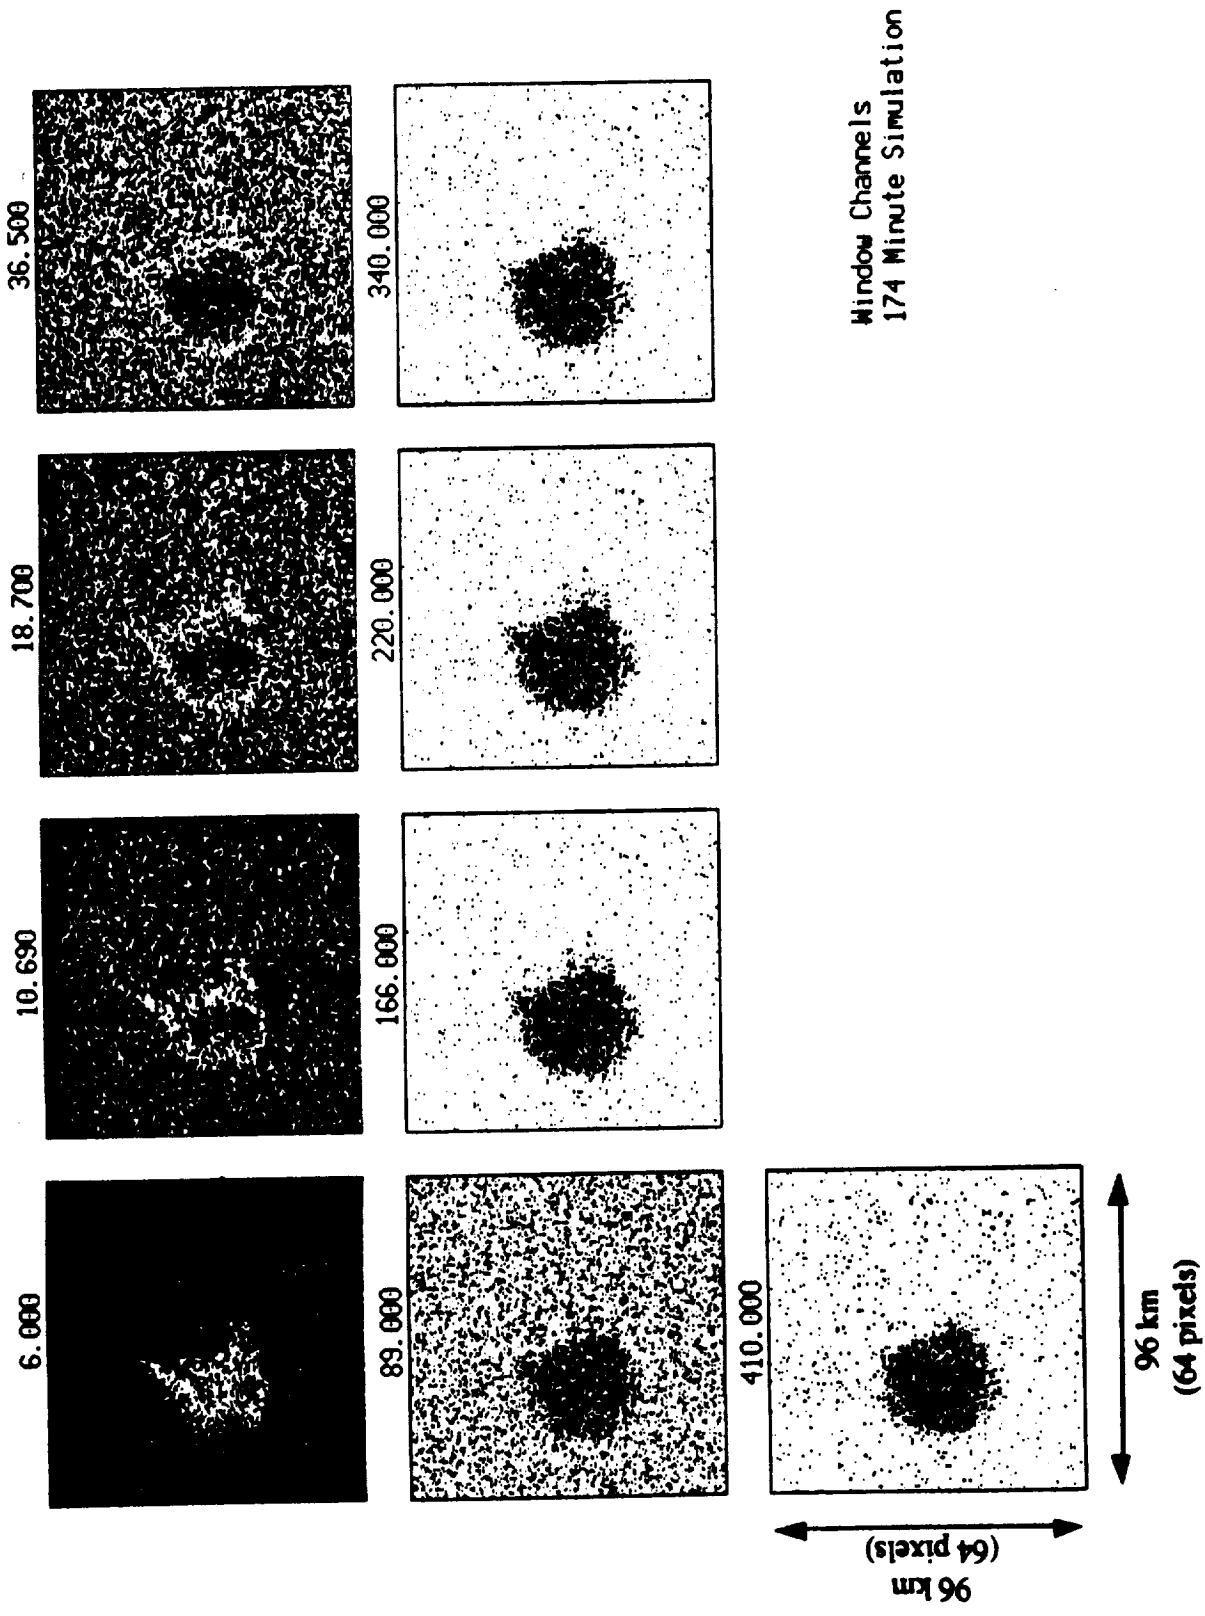 6.000
10.690
18.700
36.500
89.000
166.000
220.000
340.000
410.000
96 km
(64 pixels)
96 km
(64 pixels)
Window Channels
174 Minute Simulation